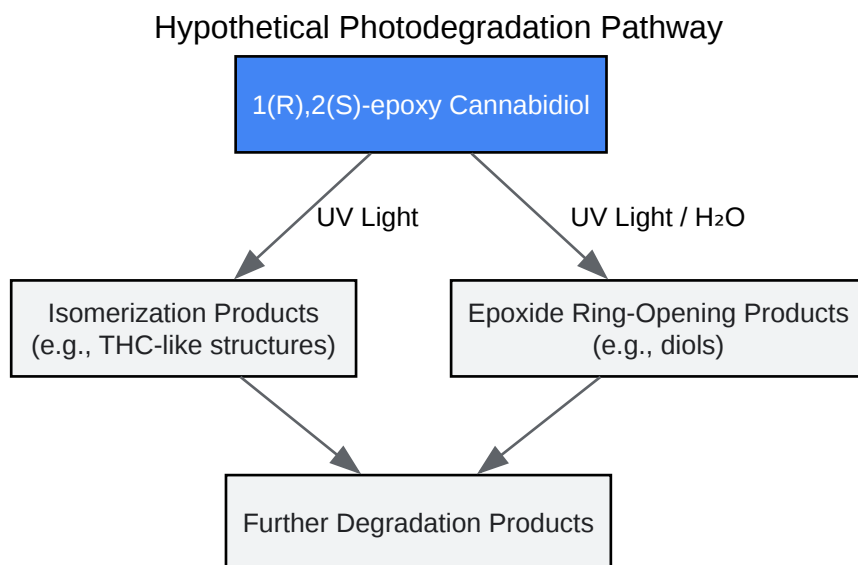 Hypothetical Photodegradation Pathway
1(R),2(S)-epoxy Cannabidiol
UV Light
UV Light / H₂O
Isomerization Products
(e.g., THC-like structures)
Epoxide Ring-Opening Products
(e.g., diols)
Further Degradation Products